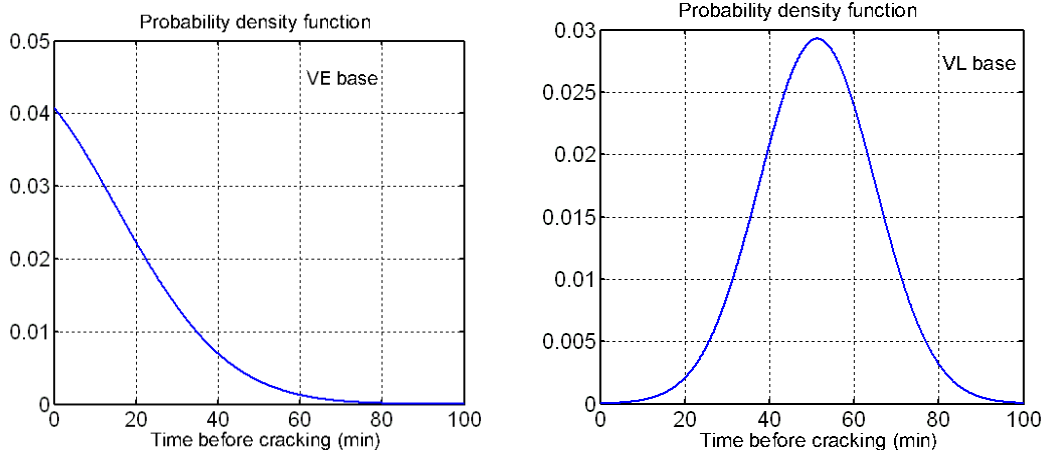 Probability density function
0.05
VE base
0.04
0.03
0.02
0.01
0
0 20 40 60 80 100
Time before cracking (min)
Probability density function
0.03
VL base
0.025
0.02
0.015
0.01
0.005
0
0 20 40 60 80 100
Time before cracking (min)